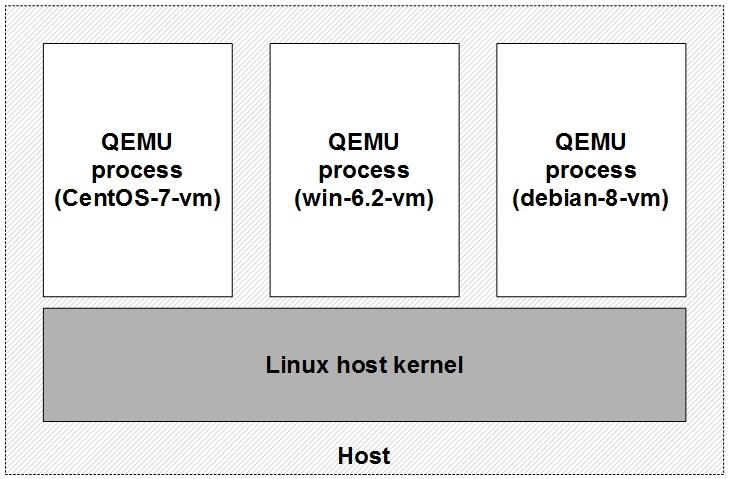 QEMU
process
(CentOS-7-vm)
QEMU
process
(win-6.2-vm)
QEMU
process
(debian-8-vm)
Linux host kernel
Host